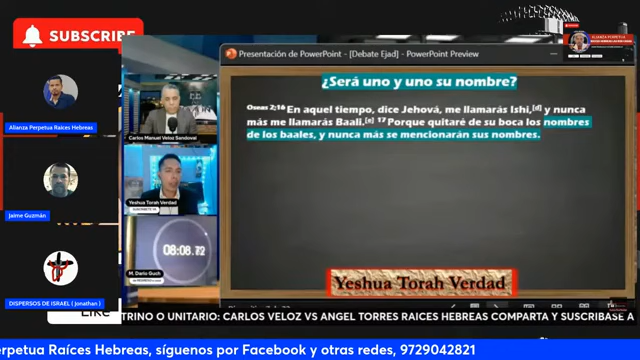 SUBSCRIBE
Presentación de PowerPoint - [Debate Ejad] - PowerPoint Preview
ALIANZA PERPETUA
¿Será uno y uno su nombre?
Oseas 2:16 En aquel tiempo, dice Jehová, me llamarás Ishi,[d] y nunca
más me llamarás Baali.[e] 17 Porque quitaré de su boca los nombres
de los baales, y nunca más se mencionarán sus nombres.
Alianza Perpetua Raices Hebreas
Carlos Manuel Veloz Sandoval
Jaime Guzmán
Yeshua Torah Verdad
08:08.72
M. Dario Guch
Yeshua Torah Verdad
DISPERSOS DE ISRAEL ( Jonathan )
LIKE
TRINO O UNITARIO: CARLOS VELOZ VS ANGEL TORRES RAICES HEBREAS COMPARTA Y SUSCRIBASE A
erpetua Raíces Hebreas, síguenos por Facebook y otras redes, 9729042821